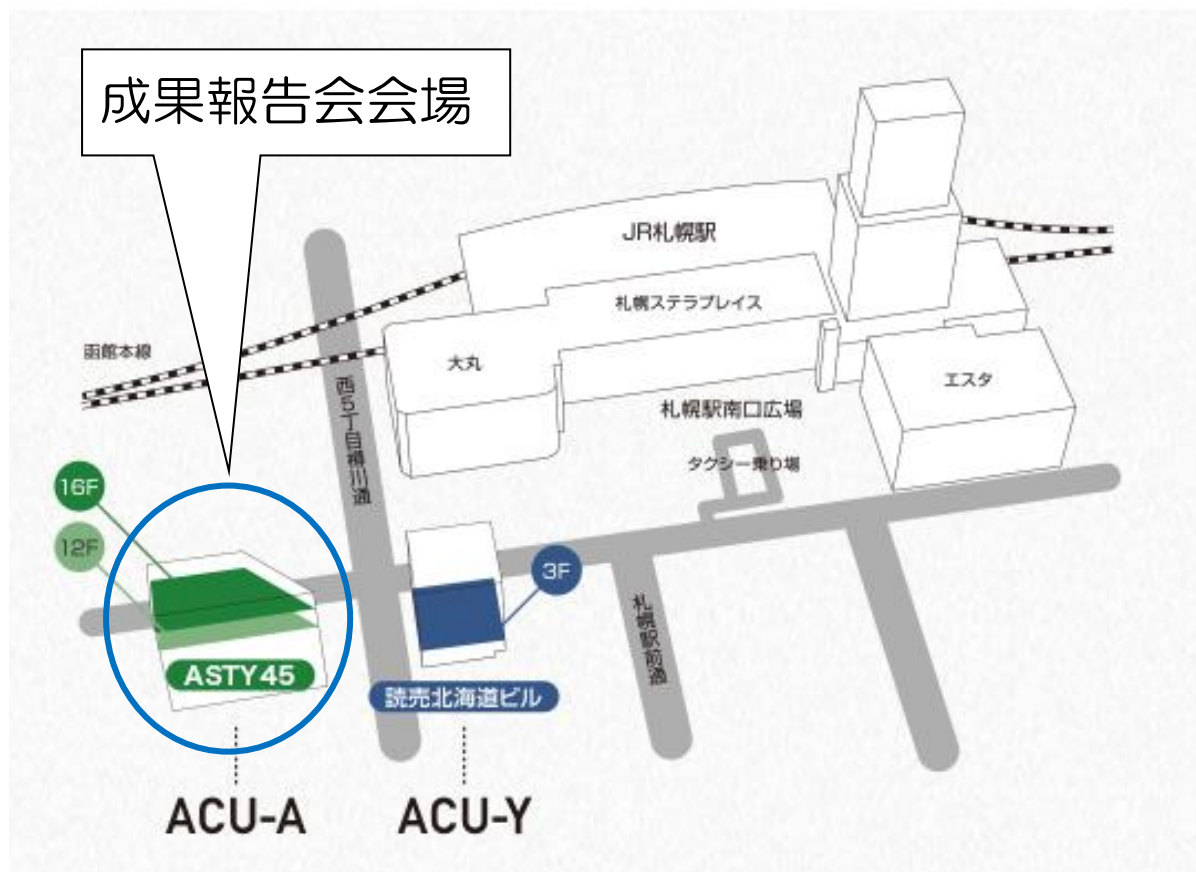 成果報告会会場
JR札幌駅
札幌ステラプレイス
函館本線
大丸
エスタ
西5丁目樽川通
札幌駅南口広場
タクシー乗り場
16F
12F
3F
札幌駅前通
ASTY45
読売北海道ビル
ACU-A
ACU-Y